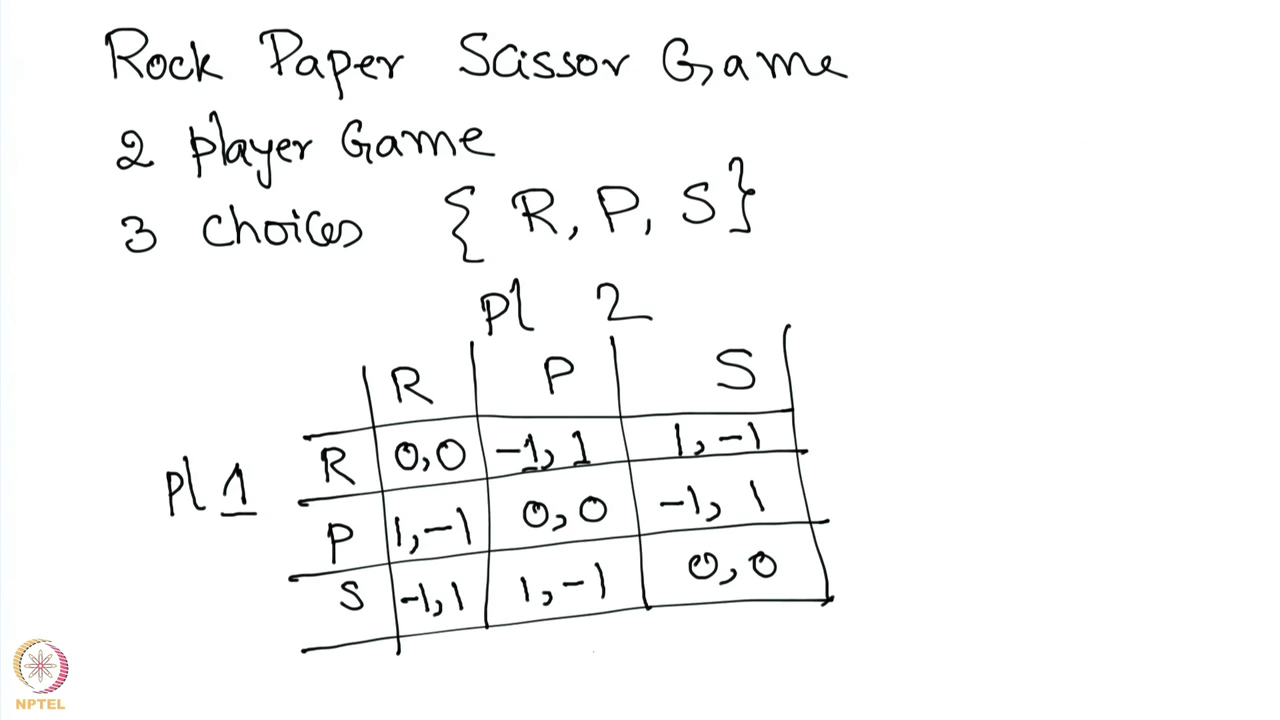 Rock Paper Scissor Game
2 player Game
3 choices { R, P, S}
Pl 2
R P S
R 0,0 -1, 1 1, -1
Pl 1
P 1,-1 0,0 -1, 1
S -1,1 1,-1 0,0
NPTEL